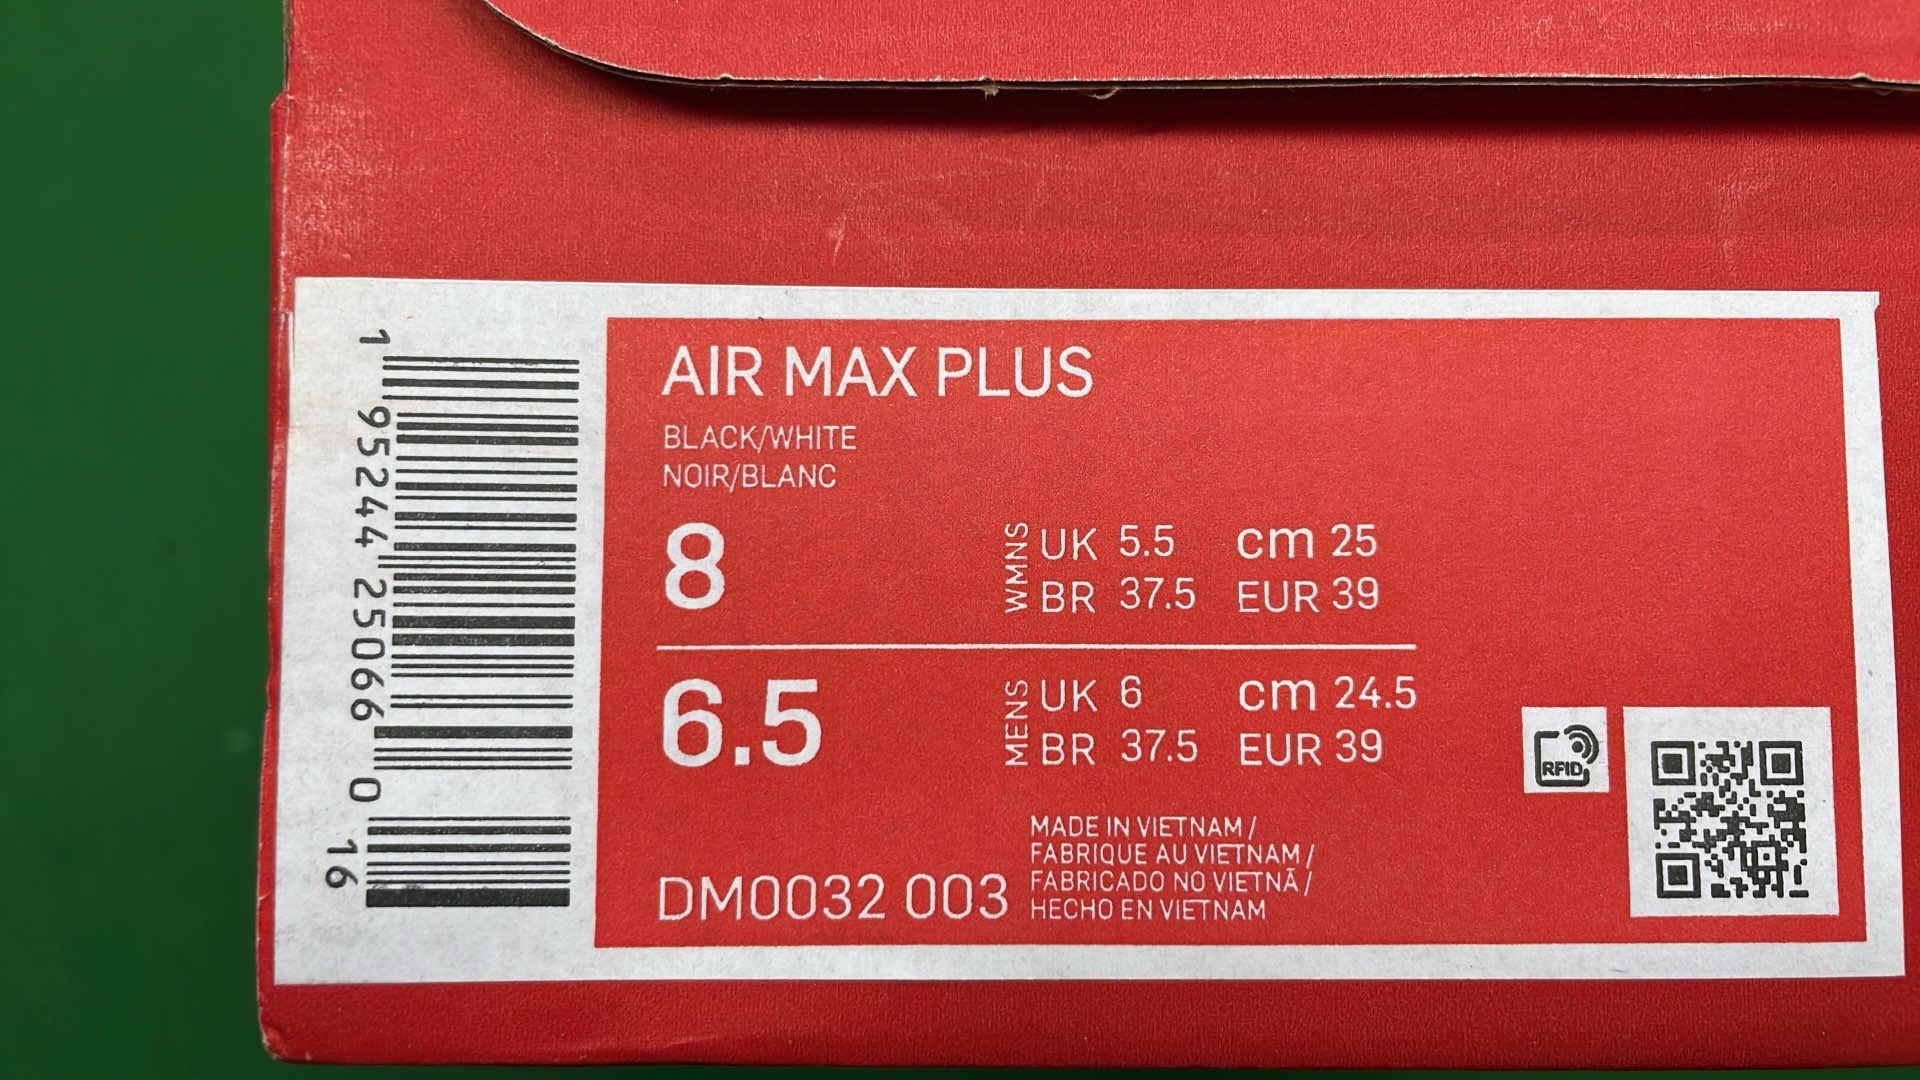 1 95244 25066 0
16
AIR MAX PLUS
BLACK/WHITE
NOIR/BLANC
8
WMNS
UK 5.5 cm 25
BR 37.5 EUR 39
6.5
MENS
UK 6 cm 24.5
BR 37.5 EUR 39
DM0032 003
MADE IN VIETNAM /
FABRIQUE AU VIETNAM /
FABRICADO NO VIETNÃ /
HECHO EN VIETNAM
RFID